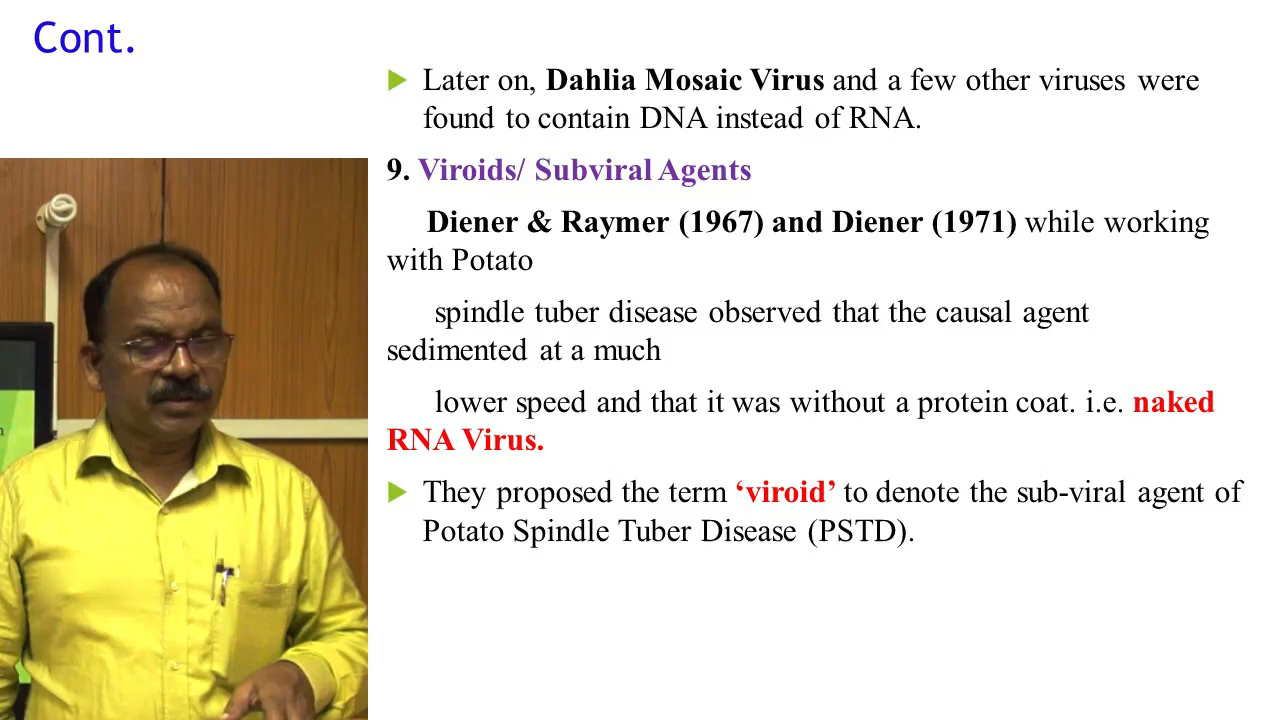 Cont.
► Later on, Dahlia Mosaic Virus and a few other viruses were
found to contain DNA instead of RNA.
9. Viroids/ Subviral Agents
Diener & Raymer (1967) and Diener (1971) while working
with Potato
spindle tuber disease observed that the causal agent
sedimented at a much
lower speed and that it was without a protein coat. i.e. naked
RNA Virus.
► They proposed the term ‘viroid’ to denote the sub-viral agent of
Potato Spindle Tuber Disease (PSTD).